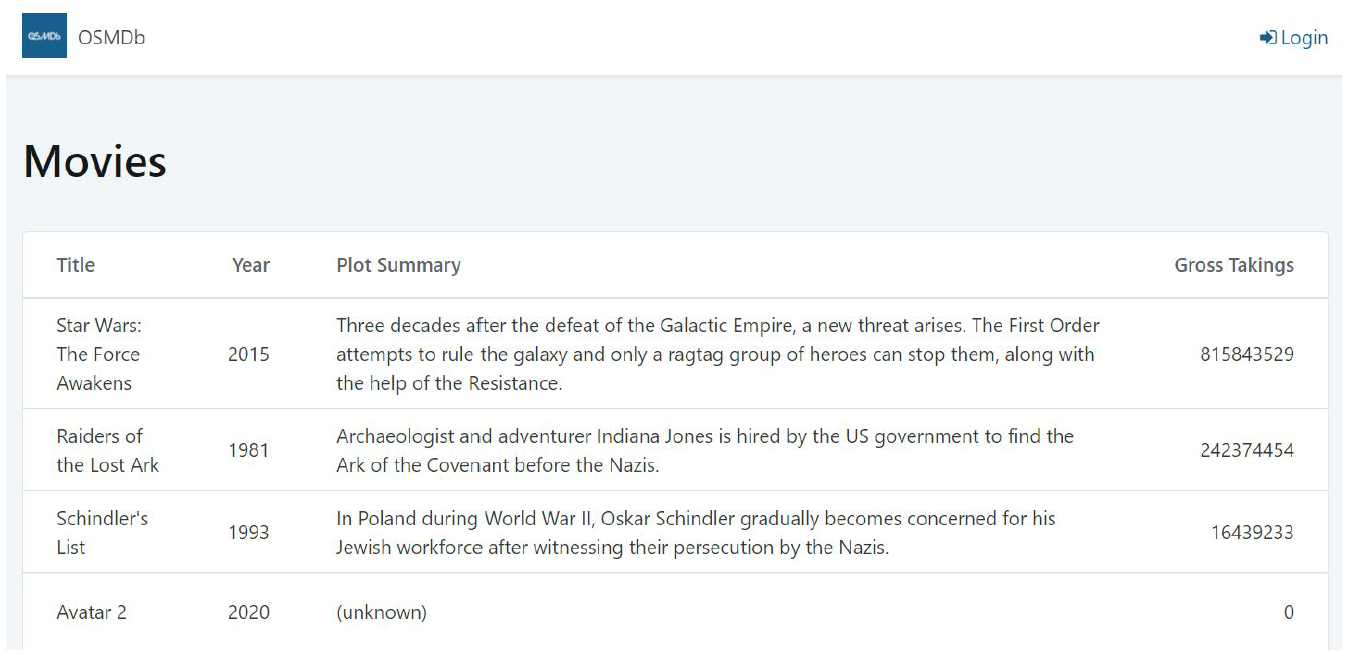 OSMDb OSMDb Login
Movies
Title Year Plot Summary Gross Takings
Star Wars:
The Force
Awakens
2015
Three decades after the defeat of the Galactic Empire, a new threat arises. The First Order
attempts to rule the galaxy and only a ragtag group of heroes can stop them, along with
the help of the Resistance.
815843529
Raiders of
the Lost Ark
1981
Archaeologist and adventurer Indiana Jones is hired by the US government to find the
Ark of the Covenant before the Nazis.
242374454
Schindler's
List
1993
In Poland during World War II, Oskar Schindler gradually becomes concerned for his
Jewish workforce after witnessing their persecution by the Nazis.
16439233
Avatar 2 2020 (unknown) 0